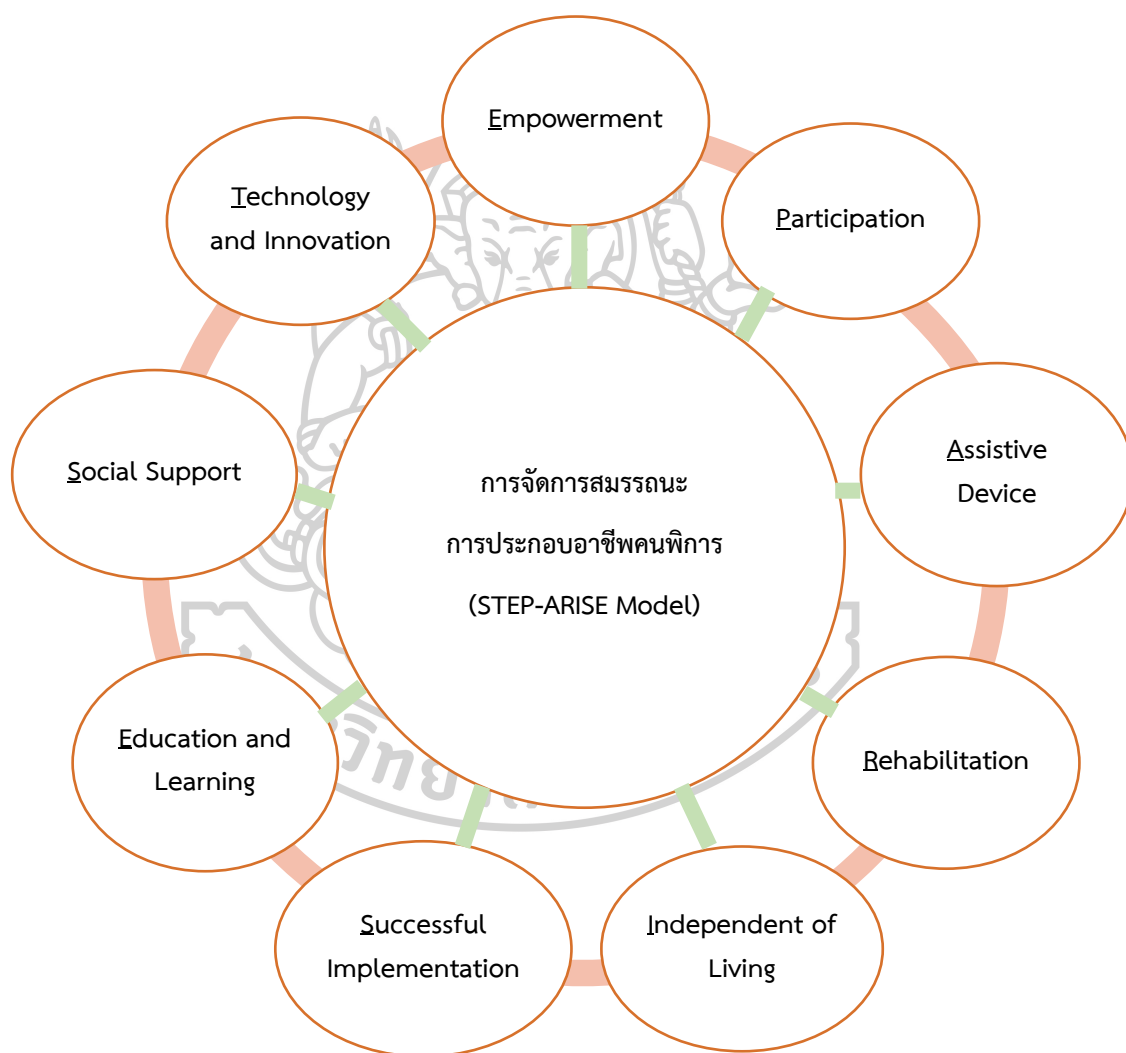 Empowerment
Participation
Technology
and Innovation
Assistive
Device
Social Support
การจัดการสมรรถนะ
การประกอบอาชีพคนพิการ
(STEP-ARISE Model)
Rehabilitation
Education and
Learning
Independent of
Living
Successful
Implementation